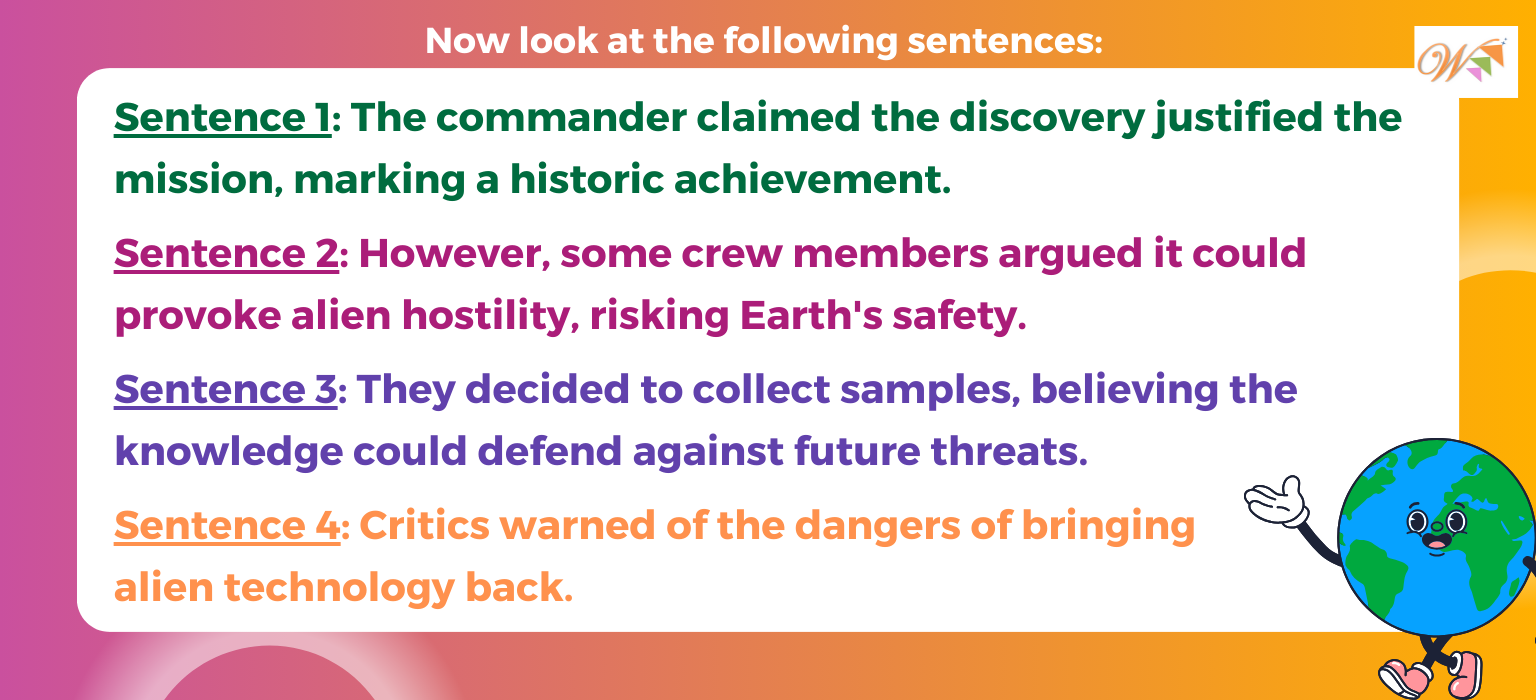 Now look at the following sentences:
Sentence 1: The commander claimed the discovery justified the
mission, marking a historic achievement.
Sentence 2: However, some crew members argued it could
provoke alien hostility, risking Earth's safety.
Sentence 3: They decided to collect samples, believing the
knowledge could defend against future threats.
Sentence 4: Critics warned of the dangers of bringing
alien technology back.
W